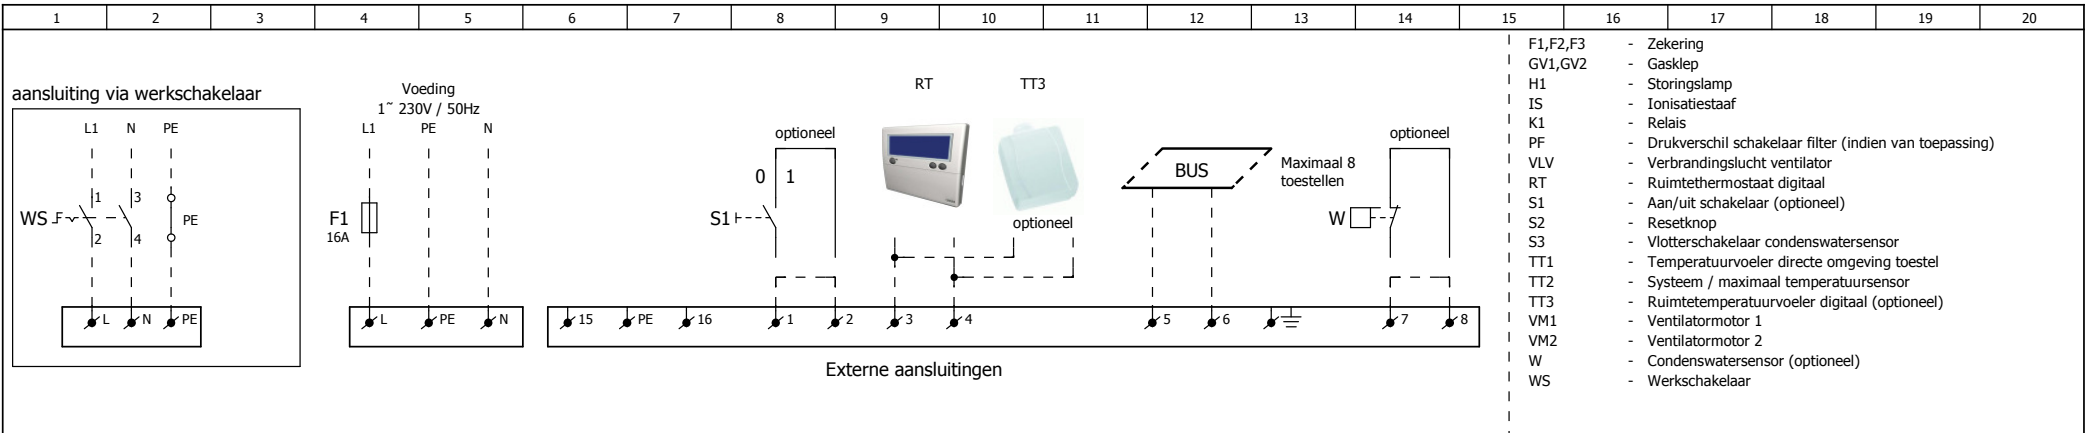 1 2 3 4 5 6 7 8 9 10 11 12 13 14 15 16 17 18 19 20
aansluiting via werkschakelaar
L1 N PE
WS
1 3
2 4
PE
L N PE
Voeding
1~ 230V / 50Hz
L1 PE N
F1
16A
L PE N
optioneel
0 1
S1
RT TT3
optioneel
BUS
Maximaal 8
toestellen
optioneel
W
15 PE 16 1 2 3 4 5 6 7 8
Externe aansluitingen
F1,F2,F3 - Zekering
GV1,GV2 - Gasklep
H1 - Storingslamp
IS - Ionisatiestaaf
K1 - Relais
PF - Drukverschil schakelaar filter (indien van toepassing)
VLV - Verbrandingslucht ventilator
RT - Ruimtethermostaat digitaal
S1 - Aan/uit schakelaar (optioneel)
S2 - Resetknop
S3 - Vlotterschakelaar condenswatersensor
TT1 - Temperatuurvoeler directe omgeving toestel
TT2 - Systeem / maximaal temperatuursensor
TT3 - Ruimtetemperatuurvoeler digitaal (optioneel)
VM1 - Ventilatormotor 1
VM2 - Ventilatormotor 2
W - Condenswatersensor (optioneel)
WS - Werkschakelaar